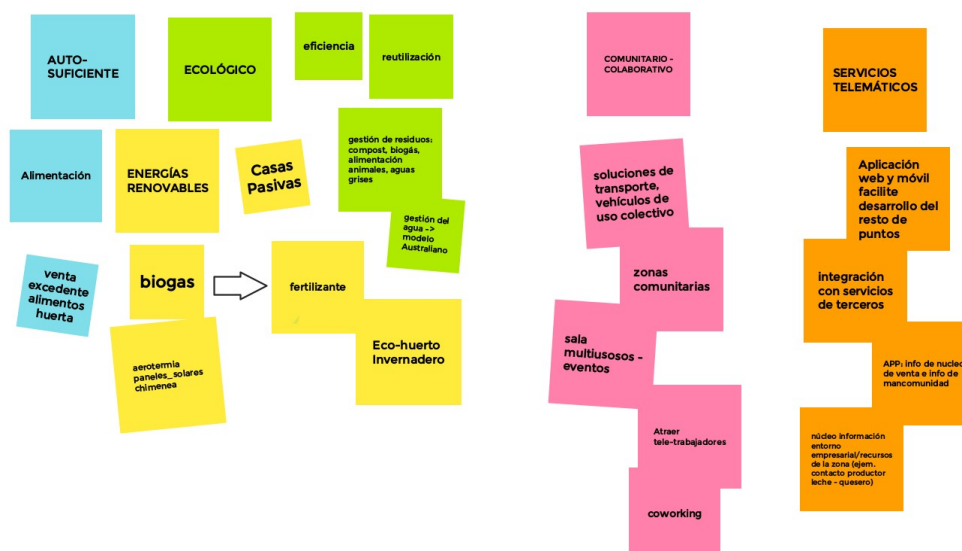 AUTO-
SUFICIENTE
ECOLÓGICO
eficiencia
reutilización
Alimentación
ENERGÍAS
RENOVABLES
Casas
Pasivas
gestión de residuos:
compost, biogás,
alimentación
animales, aguas
grises
gestión del
agua ->
modelo
Australiano
venta
excedente
alimentos
huerta
biogas
fertilizante
aerotermia
paneles_solares
chimenea
Eco-huerto
Invernadero
COMUNITARIO -
COLABORATIVO
soluciones de
transporte,
vehículos de
uso colectivo
zonas
comunitarias
sala
multiusosos -
eventos
Atraer
tele-trabajadores
coworking
SERVICIOS
TELEMÁTICOS
Aplicación
web y móvil
facilite
desarrollo del
resto de
puntos
integración
con servicios
de terceros
APP: info de nucleo
de venta e info de
mancomunidad
núcleo información
entorno
empresarial/recursos
de la zona (ejem.
contacto productor
leche - quesero)